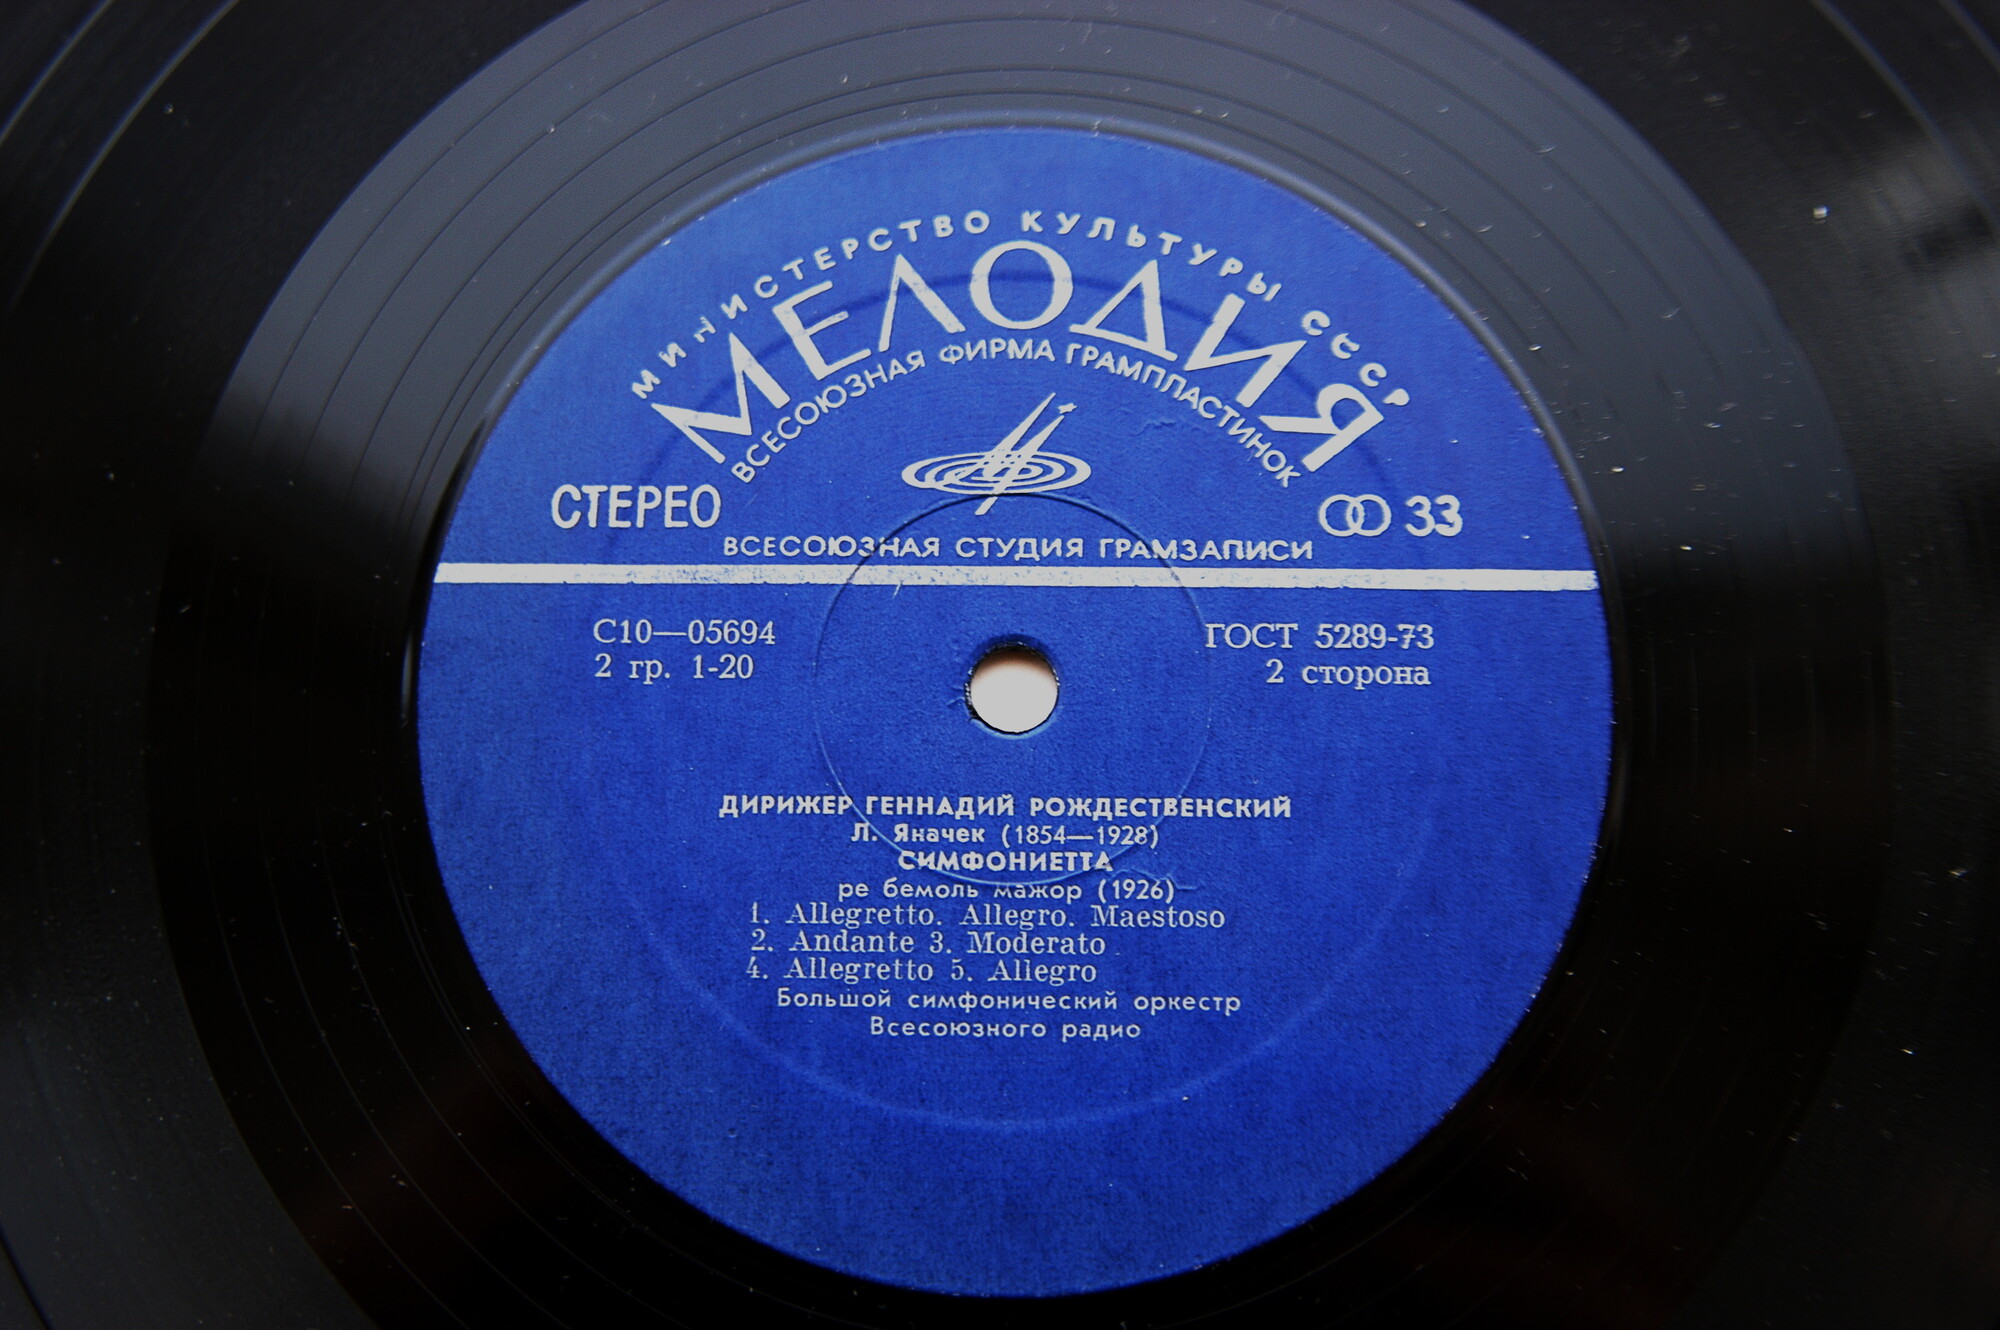 МИНИСТЕРСТВО КУЛЬТУРЫ СССР
МЕЛОДИЯ
ВСЕСОЮЗНАЯ ФИРМА ГРАМПЛАСТИНОК
СТЕРЕО
33
ВСЕСОЮЗНАЯ СТУДИЯ ГРАМЗАПИСИ
С10—05694
ГОСТ 5289-73
2 гр. 1-20
2 сторона
ДИРИЖЕР ГЕННАДИЙ РОЖДЕСТВЕНСКИЙ
Л. Яначек (1854—1928)
СИМФОНИЕТТА
ре бемоль мажор (1926)
1. Allegretto. Allegro. Maestoso
2. Andante 3. Moderato
4. Allegretto 5. Allegro
Большой симфонический оркестр
Всесоюзного радио